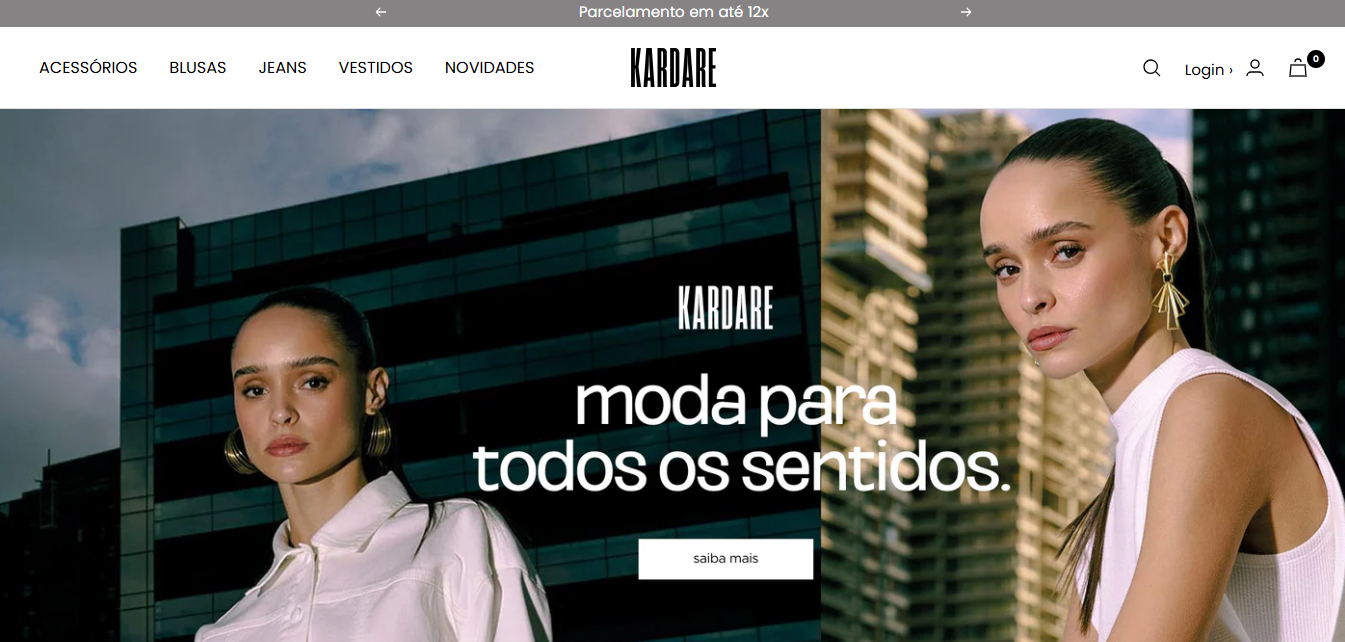 Parcelamento em até 12x
ACESSÓRIOS BLUSAS JEANS VESTIDOS NOVIDADES KARDARE Login › 0
KARDARE
moda para
todos os sentidos.
saiba mais